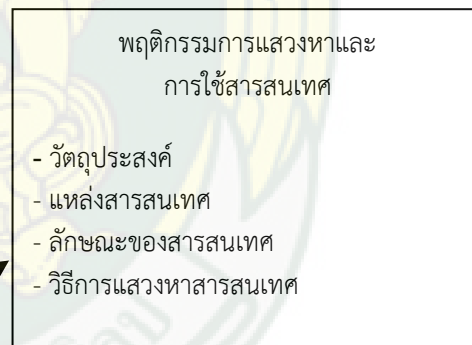 พฤติกรรมการแสวงหาและ
การใช้สารสนเทศ
- วัตถุประสงค์
- แหล่งสารสนเทศ
- ลักษณะของสารสนเทศ
- วิธีการแสวงหาสารสนเทศ